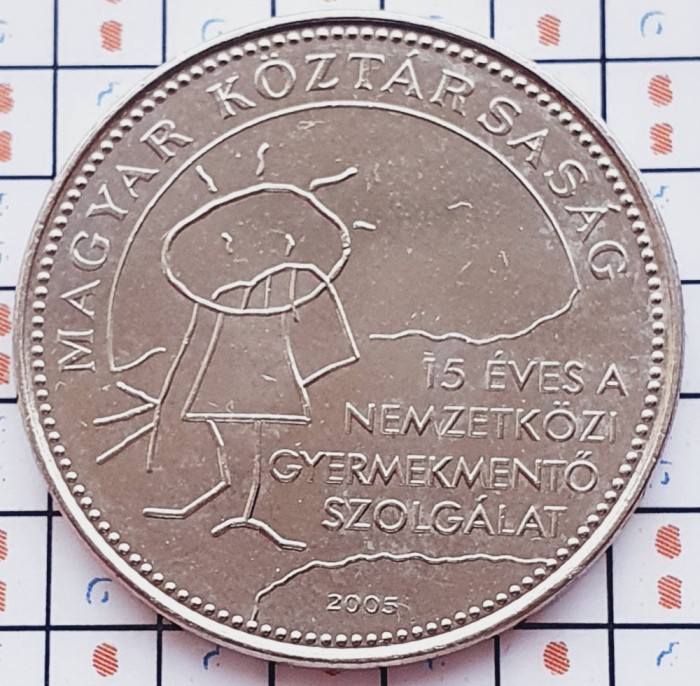 MAGYAR KÖZTÁRSASÁG
15 ÉVES A
NEMZETKÖZI
GYERMEKMENTŐ
SZOLGÁLAT
2005